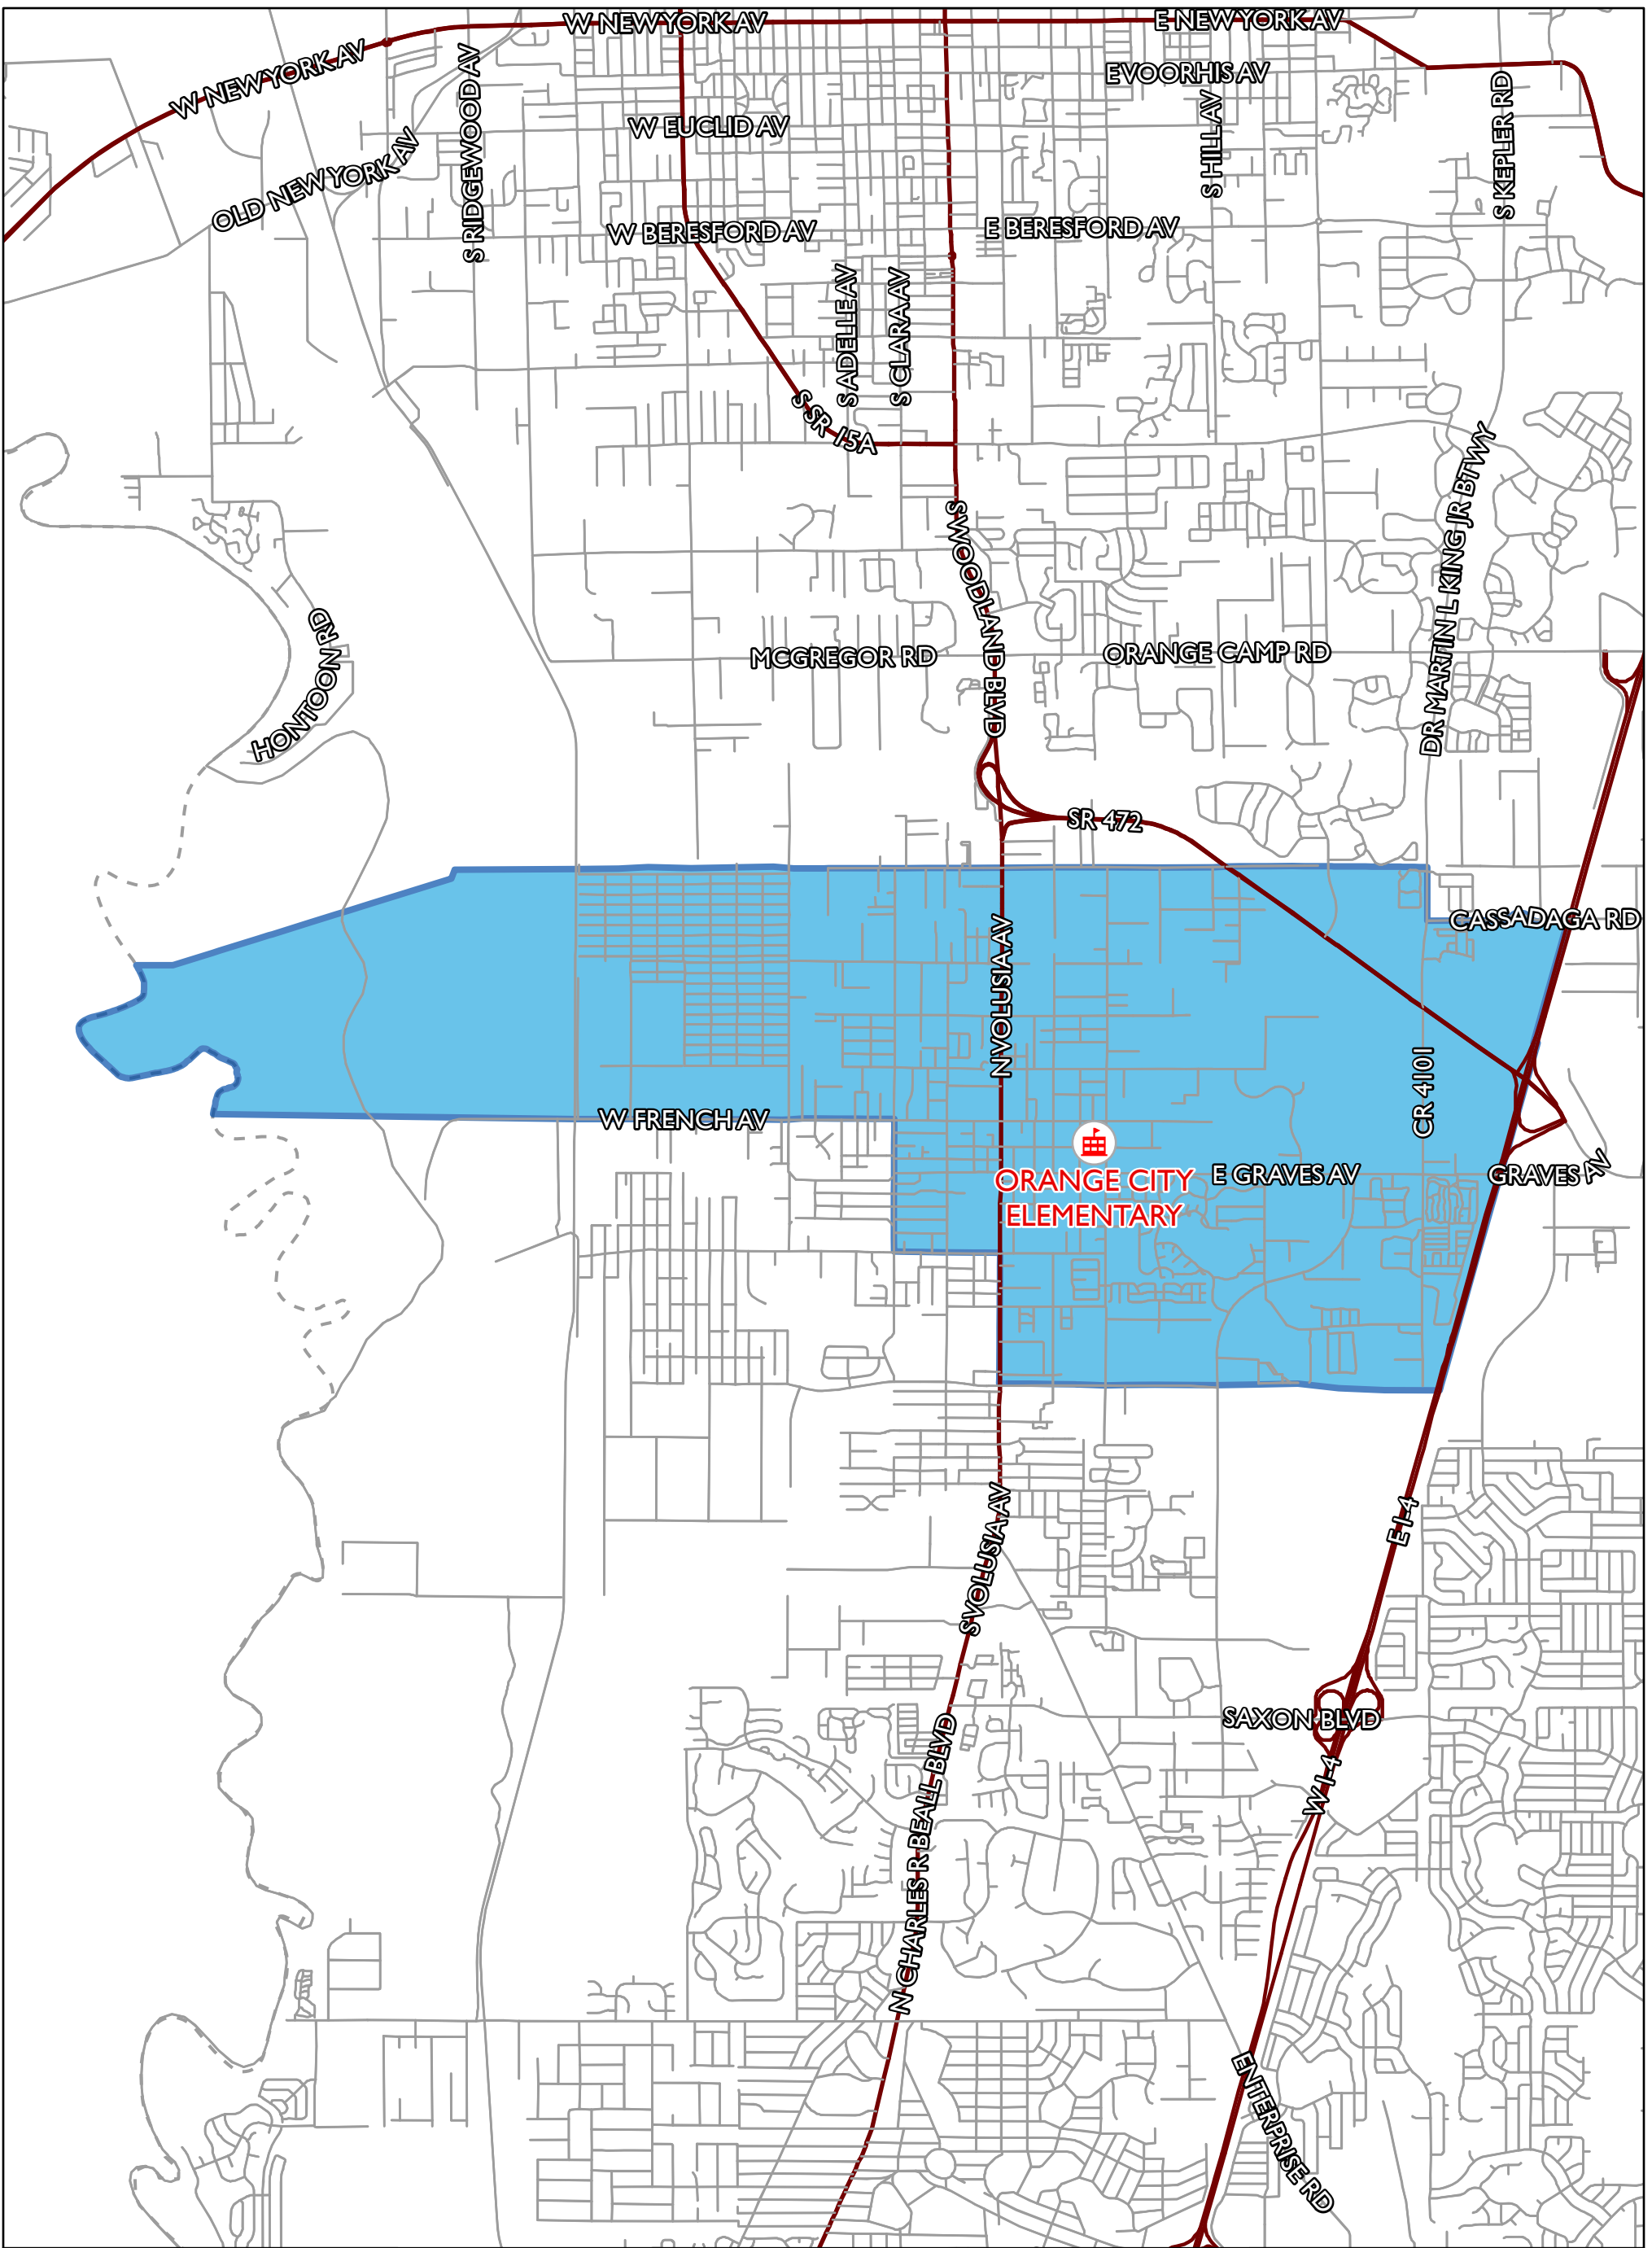 W NEW YORK AV
E NEW YORK AV
W NEW YORK AV
E VOORHIS AV
S RIDGEWOOD AV
S KEPLER RD
S HILL AV
W EUCLID AV
OLD NEW YORK AV
W BERESFORD AV
E BERESFORD AV
S ADELLE AV
S CLARA AV
S SR 15A
DR MARTIN L KING JR BTWY
S WOODLAND BLVD
HONTOON RD
MCGREGOR RD
ORANGE CAMP RD
SR 472
CASSADAGA RD
N VOLUSIA AV
CR 4101
W FRENCH AV
ORANGE CITY
ELEMENTARY
E GRAVES AV
GRAVES AV
S VOLUSIA AV
E I-4
SAXON BLVD
W I-4
N CHARLES R BEALL BLVD
ENTERPRISE RD